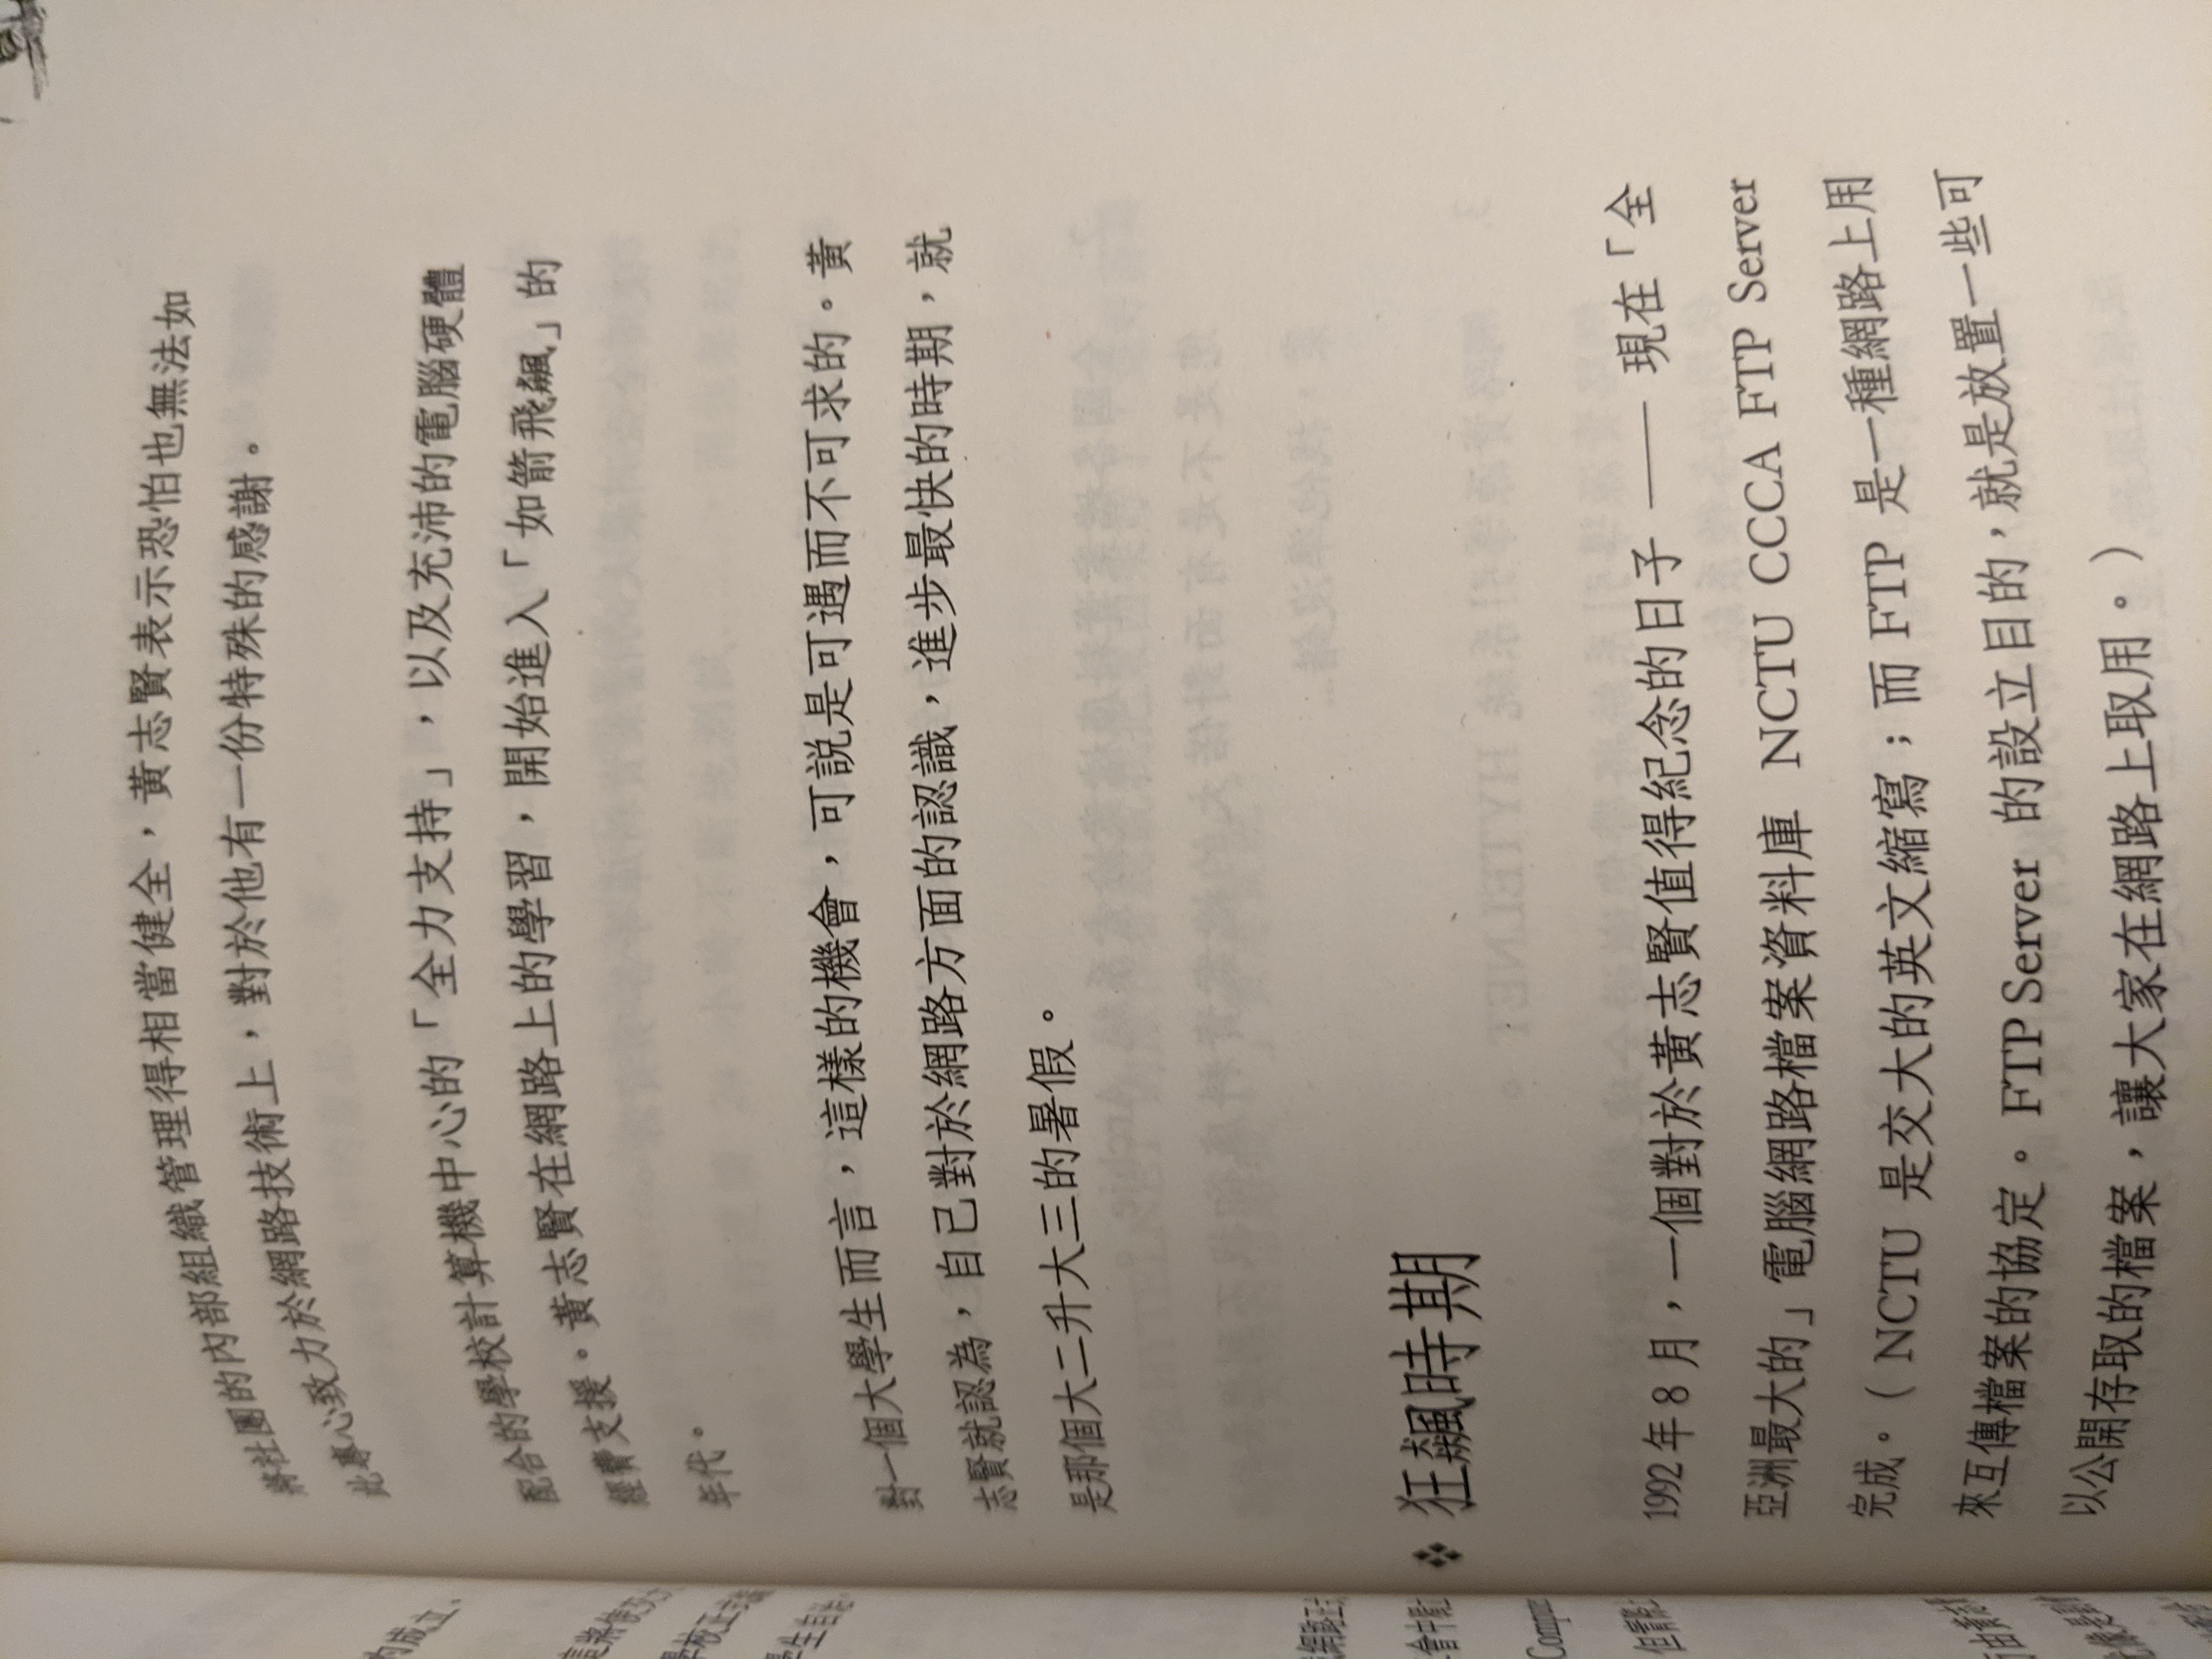 將社團的內部組織管理得相當健全，黃志賢表示恐怕也無法如
此專心致力於網路技術上，對於他有一份特殊的感謝。
配合的學校計算機中心的「全力支持」，以及充沛的電腦硬體
經費支援。黃志賢在網路上的學習，開始進入「如箭飛飆」的
年代。
對一個大學生而言，這樣的機會，可說是可遇而不可求的。黃
志賢就認為，自己對於網路方面的認識，進步最快的時期，就
是那個大二升大三的暑假。
❖ 狂飆時期
1992年8月，一個對於黃志賢值得紀念的日子 —— 現在「全
亞洲最大的」電腦網路檔案資料庫 NCTU CCCA FTP Server
完成。（NCTU 是交大的英文縮寫；而 FTP 是一種網路上用
來互傳檔案的協定。FTP Server 的設立目的，就是放置一些可
以公開存取的檔案，讓大家在網路上取用。）